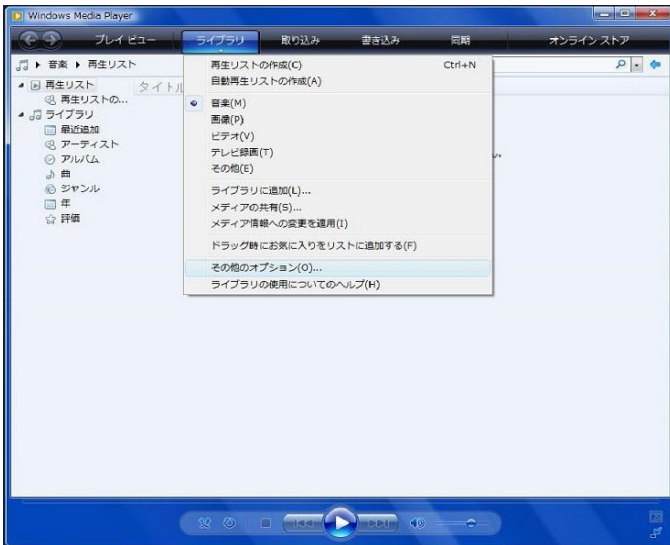 Windows Media Player
プレイ ビュー ライブラリ 取り込み 書き込み 同期 オンライン ストア
音楽 ▶ 再生リスト
再生リスト
再生リストの...
ライブラリ
最近追加
アーティスト
アルバム
曲
ジャンル
年
評価
タイトル
再生リストの作成(C) Ctrl+N
自動再生リストの作成(A)
音楽(M)
画像(P)
ビデオ(V)
テレビ録画(T)
その他(E)
ライブラリに追加(L)...
メディアの共有(S)...
メディア情報への変更を適用(I)
ドラッグ時にお気に入りをリストに追加する(F)
その他のオプション(O)...
ライブラリの使用についてのヘルプ(H)
ん。